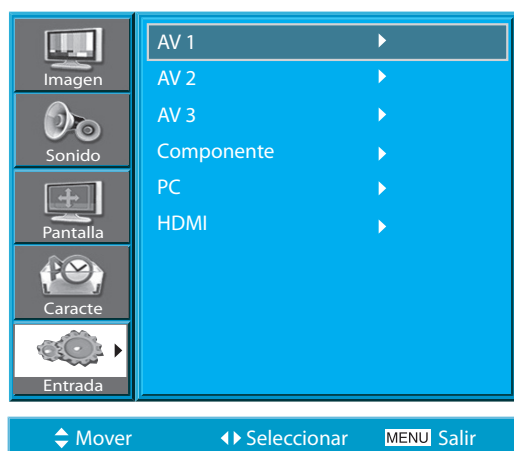 Imagen
Sonido
Pantalla
Caracte
Entrada
AV 1
AV 2
AV 3
Componente
PC
HDMI
Mover Seleccionar MENU Salir